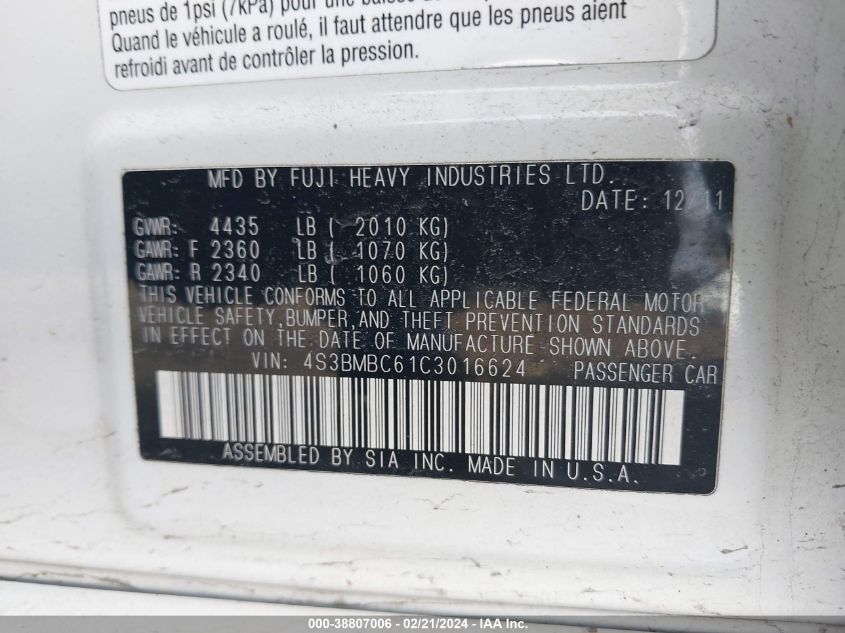 pneus de 1psi (7kPa) pour une
Quand le véhicule a roulé, il faut attendre que les pneus aient
refroidi avant de contrôler la pression.
MFD BY FUJI HEAVY INDUSTRIES LTD.
DATE: 12/11
GVWR: 4435 LB ( 2010 KG)
GAWR: F 2360 LB ( 1070 KG)
GAWR: R 2340 LB ( 1060 KG)
THIS VEHICLE CONFORMS TO ALL APPLICABLE FEDERAL MOTOR
VEHICLE SAFETY,BUMPER,AND THEFT PREVENTION STANDARDS
IN EFFECT ON THE DATE OF MANUFACTURE SHOWN ABOVE.
VIN: 4S3BMBC61C3016624 PASSENGER CAR
ASSEMBLED BY SIA INC. MADE IN U.S.A.
000-38807006 - 02/21/2024 - IAA Inc.